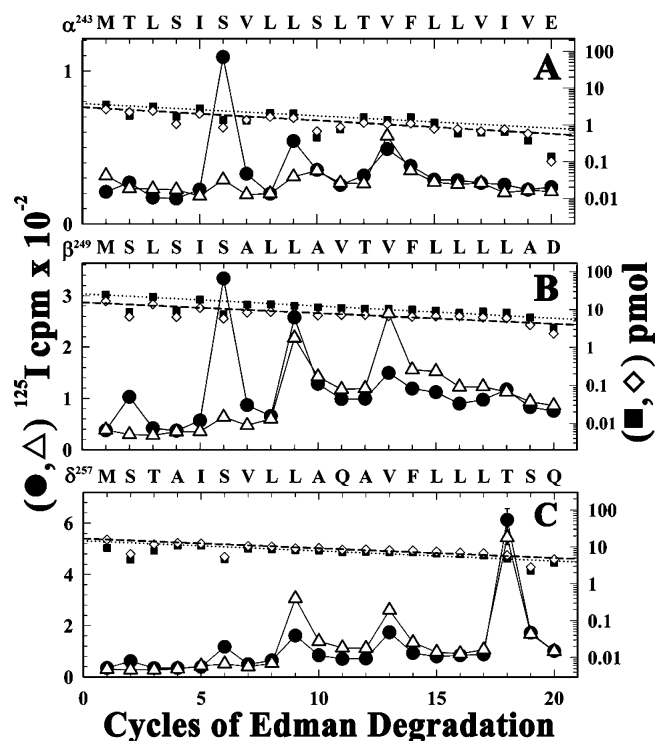 α²⁴³ M T L S I S V L L S L T V F L L V I V E
A
1
0
100
10
1
0.1
0.01
β²⁴⁹ M S L S I S A L L A V T V F L L L L A D
B
3
2
1
0
100
10
1
0.1
0.01
δ²⁵⁷ M S T A I S V L L A Q A V F L L L T S Q
C
6
4
2
0
100
10
1
0.1
0.01
0 5 10 15 20
Cycles of Edman Degradation
(●,△) ¹²⁵I cpm x 10⁻²
(■,◇) pmol